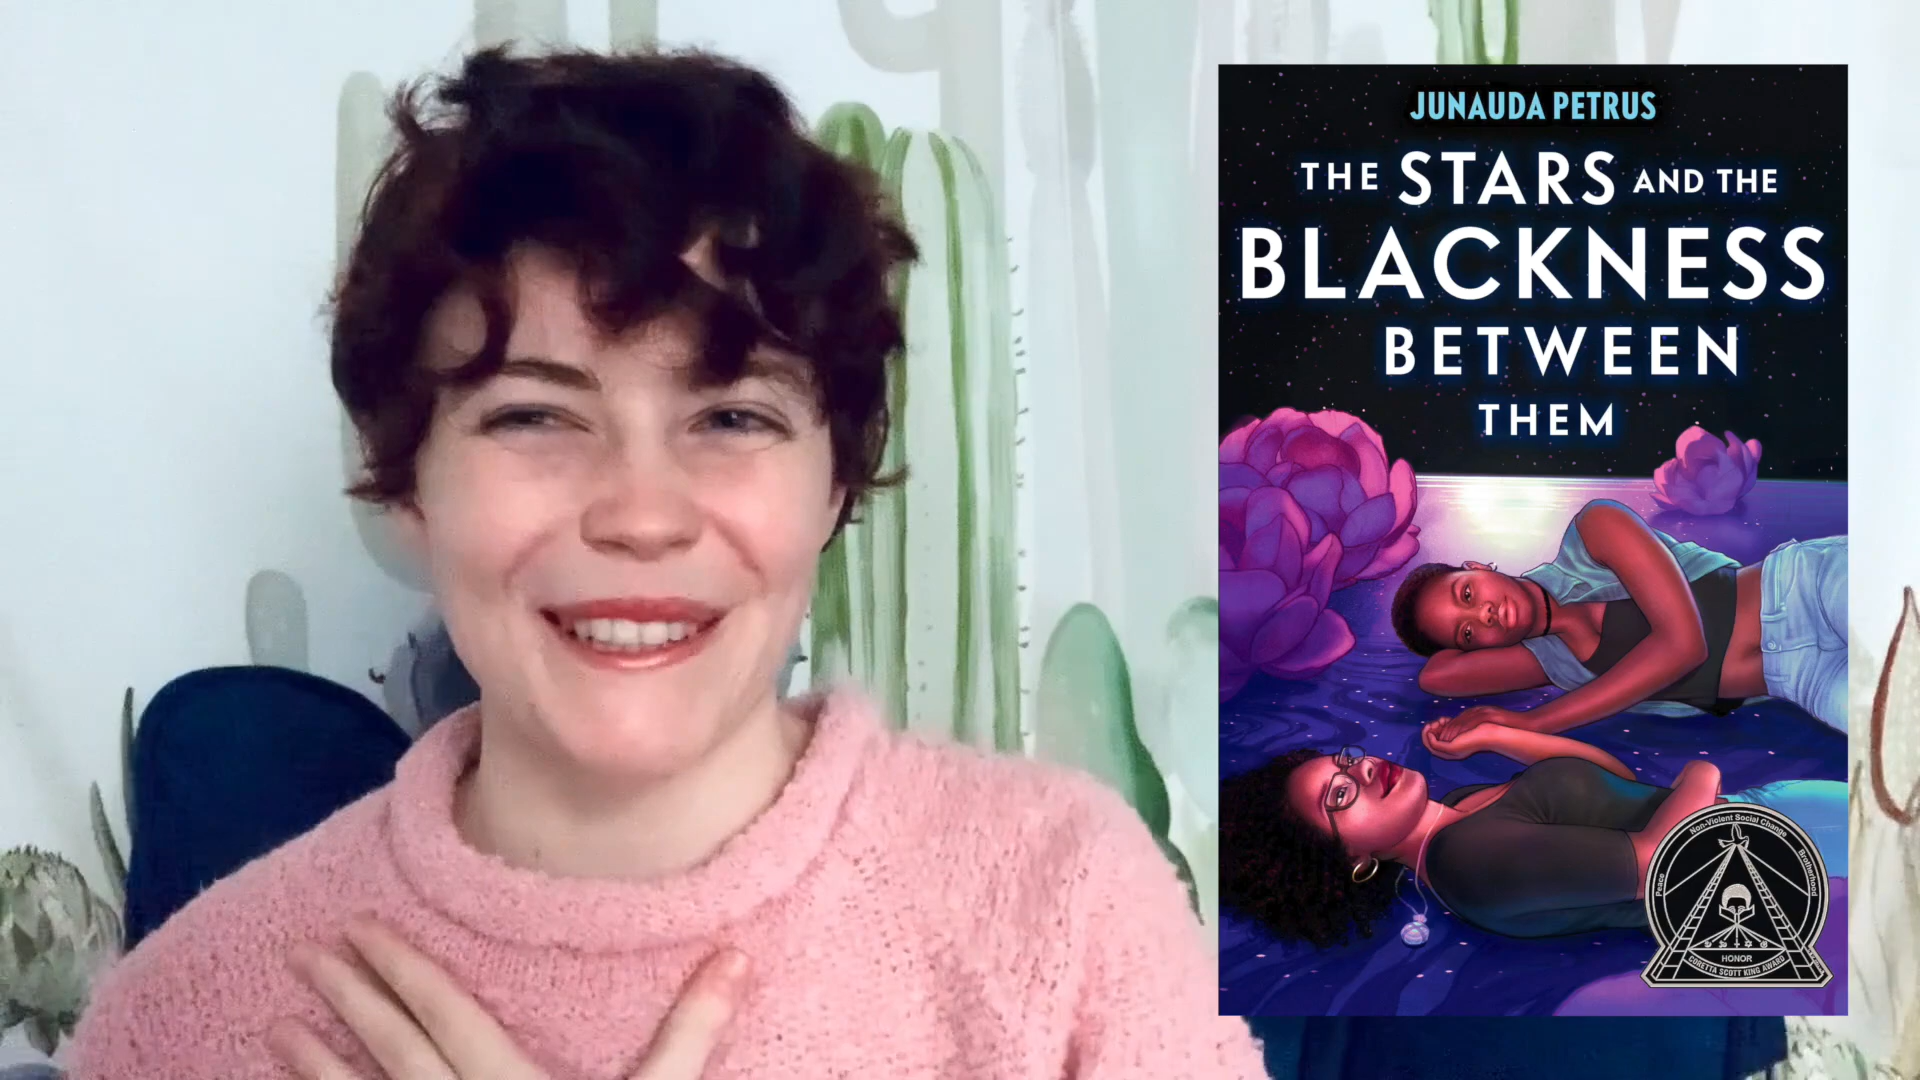 JUNAUDA PETRUS
THE STARS AND THE
BLACKNESS
BETWEEN
THEM
Peace
Non-Violent Social Change
Brotherhood
HONOR
CORETTA SCOTT KING AWARD